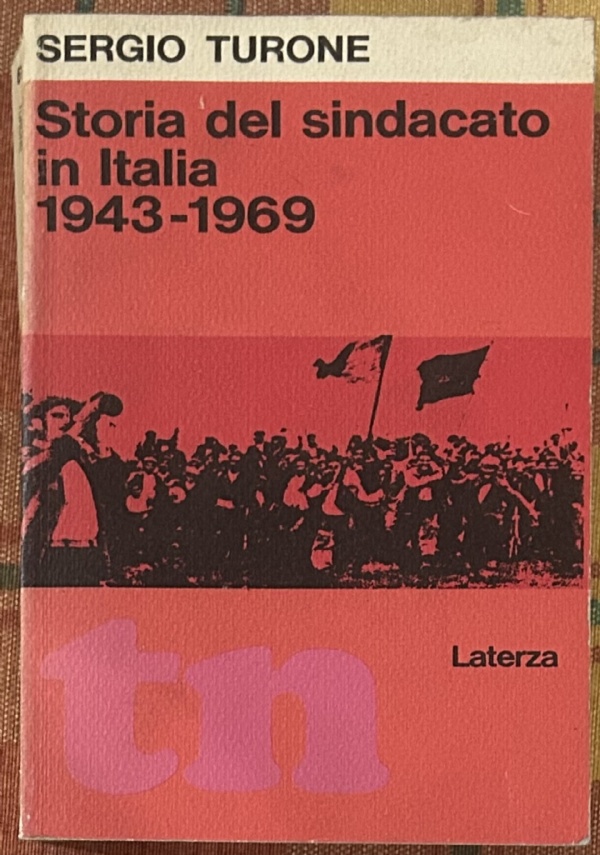 SERGIO TURONE
Storia del sindacato
in Italia
1943-1969
Laterza
tn